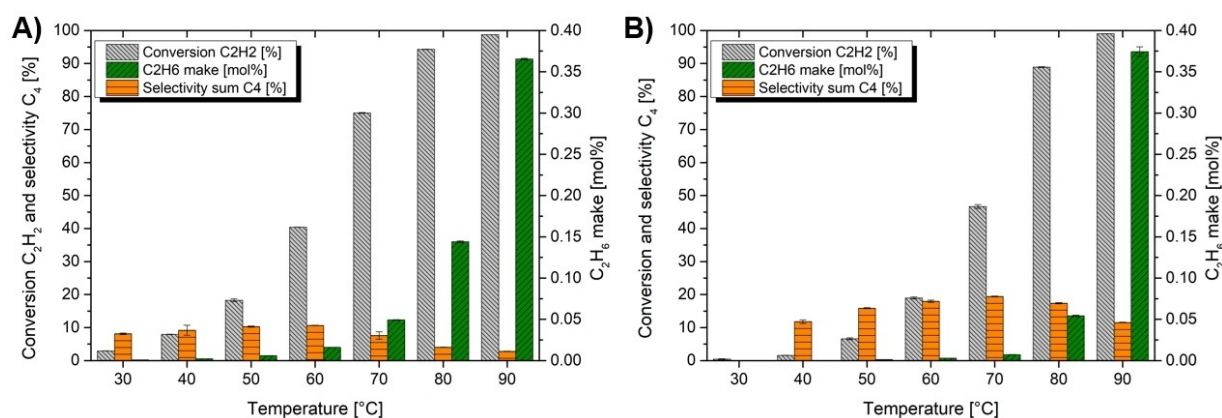 A)
Conversion C2H2 [%]
C2H6 make [mol%]
Selectivity sum C4 [%]
Conversion C₂H₂ and selectivity C₄ [%]
100
90
80
70
60
50
40
30
20
10
0
0.40
0.35
0.30
0.25
0.20
0.15
0.10
0.05
0.00
C₂H₆ make [mol%]
30 40 50 60 70 80 90
Temperature [°C]
B)
Conversion C2H2 [%]
C2H6 make [mol%]
Selectivity sum C4 [%]
Conversion and selectivity C₄ [%]
100
90
80
70
60
50
40
30
20
10
0
0.40
0.35
0.30
0.25
0.20
0.15
0.10
0.05
0.00
C₂H₆ make [mol%]
30 40 50 60 70 80 90
Temperature [°C]